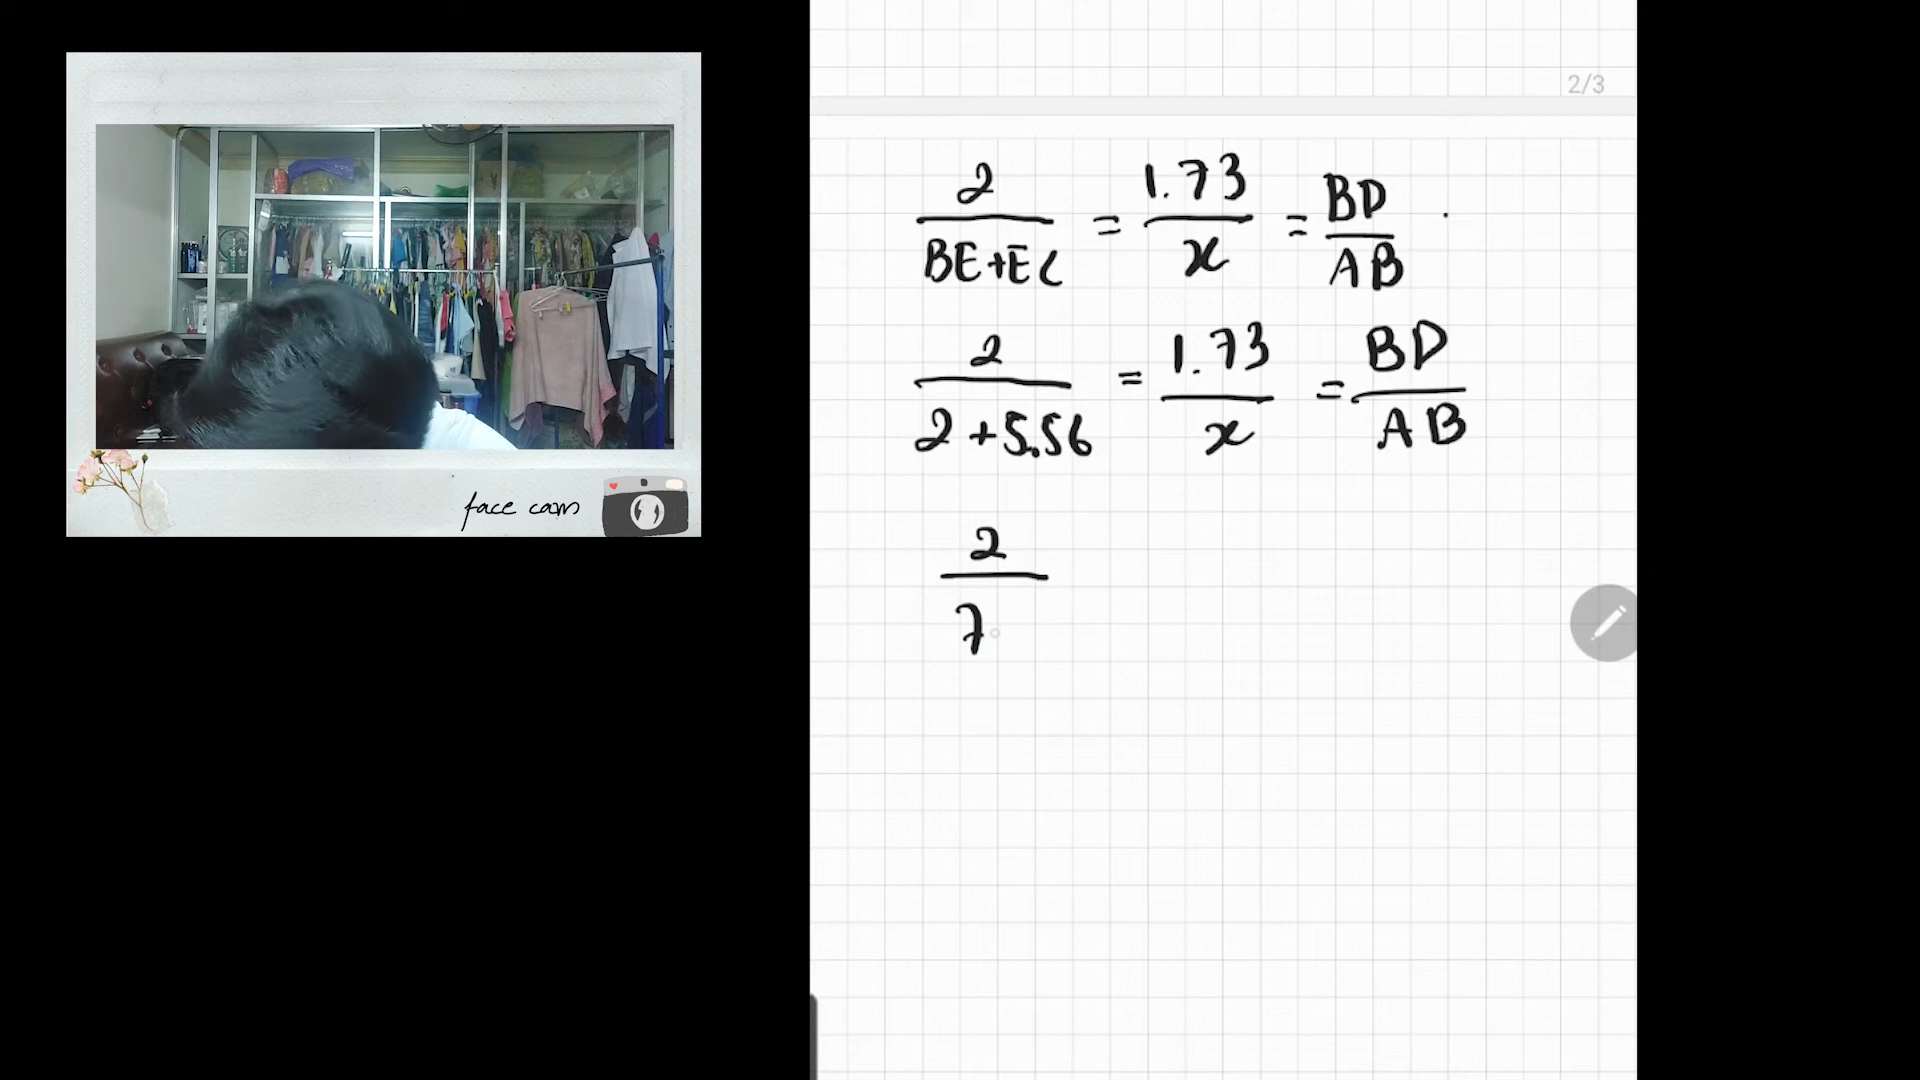 face cam
2/3
2/(BE+EC) = 1.73/x = BD/AB
2/(2+5.56) = 1.73/x = BD/AB
2/7